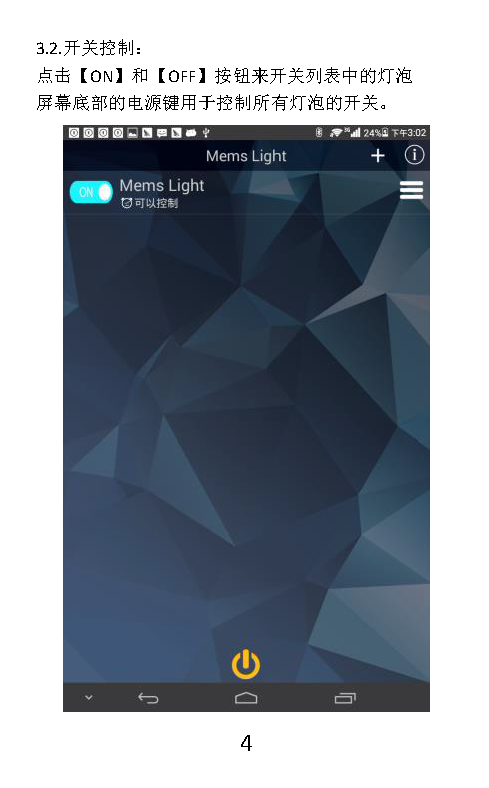 3.2.开关控制：
点击【ON】和【OFF】按钮来开关列表中的灯泡
屏幕底部的电源键用于控制所有灯泡的开关。
3G 24% 下午3:02
Mems Light
ON Mems Light
可以控制
4